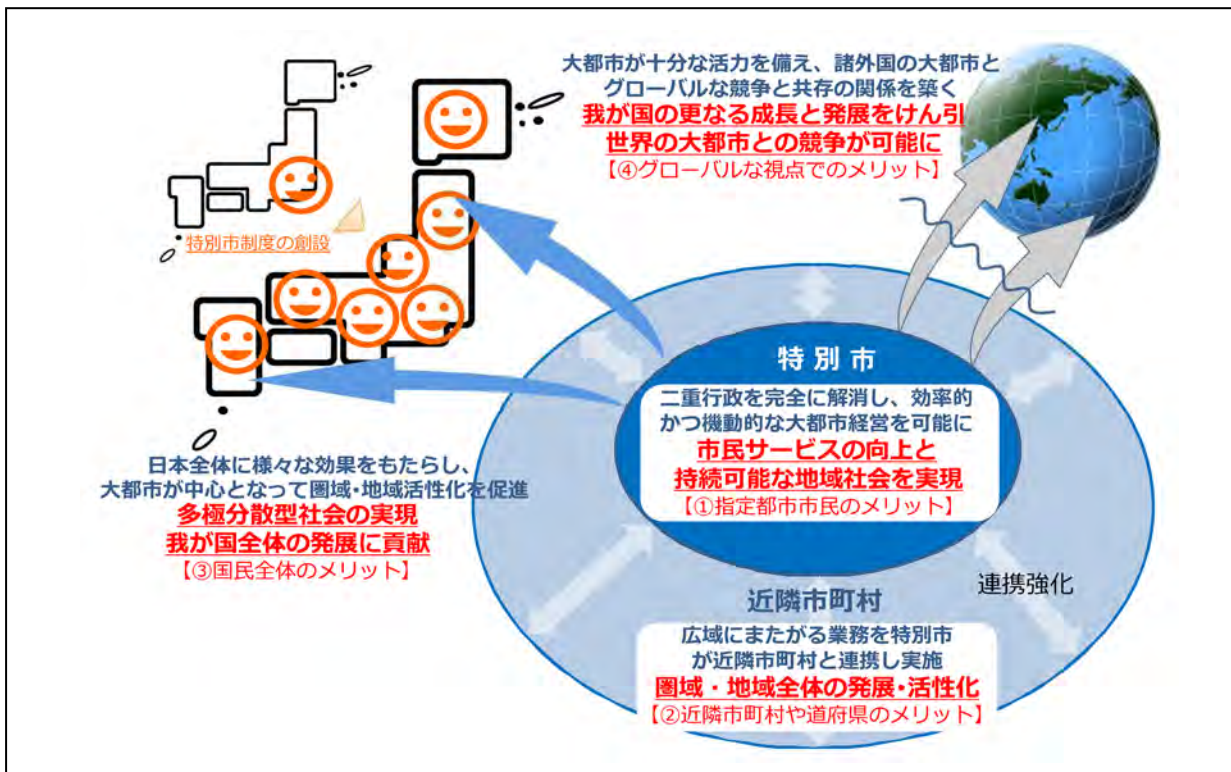 大都市が十分な活力を備え、諸外国の大都市と
グローバルな競争と共存の関係を築く
我が国の更なる成長と発展をけん引
世界の大都市との競争が可能に
【④グローバルな視点でのメリット】
特別市制度の創設
特別市
二重行政を完全に解消し、効率的
かつ機動的な大都市経営を可能に
市民サービスの向上と
持続可能な地域社会を実現
【①指定都市市民のメリット】
日本全体に様々な効果をもたらし、
大都市が中心となって圏域・地域活性化を促進
多極分散型社会の実現
我が国全体の発展に貢献
【③国民全体のメリット】
連携強化
近隣市町村
広域にまたがる業務を特別市
が近隣市町村と連携し実施
圏域・地域全体の発展・活性化
【②近隣市町村や道府県のメリット】